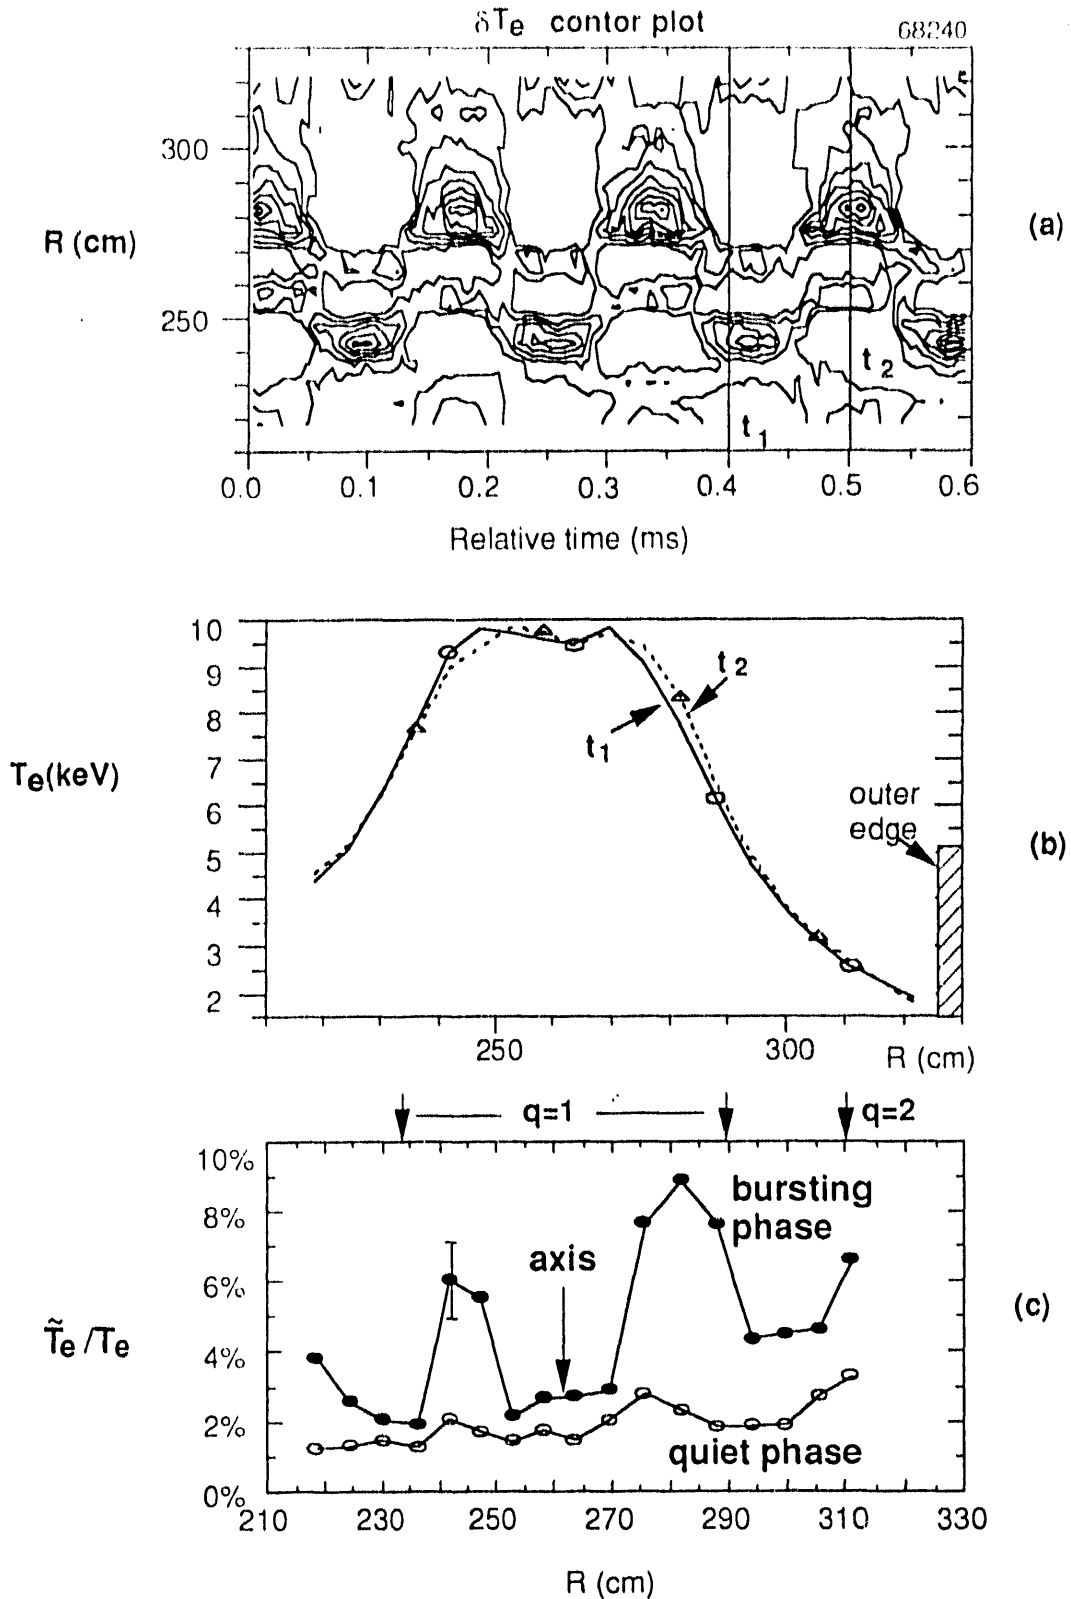 δTe contor plot
68240
300
250
R (cm)
(a)
t2
t1
0.0 0.1 0.2 0.3 0.4 0.5 0.6
Relative time (ms)
10
9
8
7
6
5
4
3
2
Te(keV)
t2
t1
outer
edge
(b)
250 300 R (cm)
q=1 q=2
10%
8%
6%
4%
2%
0%
T̃e/Te
bursting
phase
axis
quiet phase
(c)
210 230 250 270 290 310 330
R (cm)